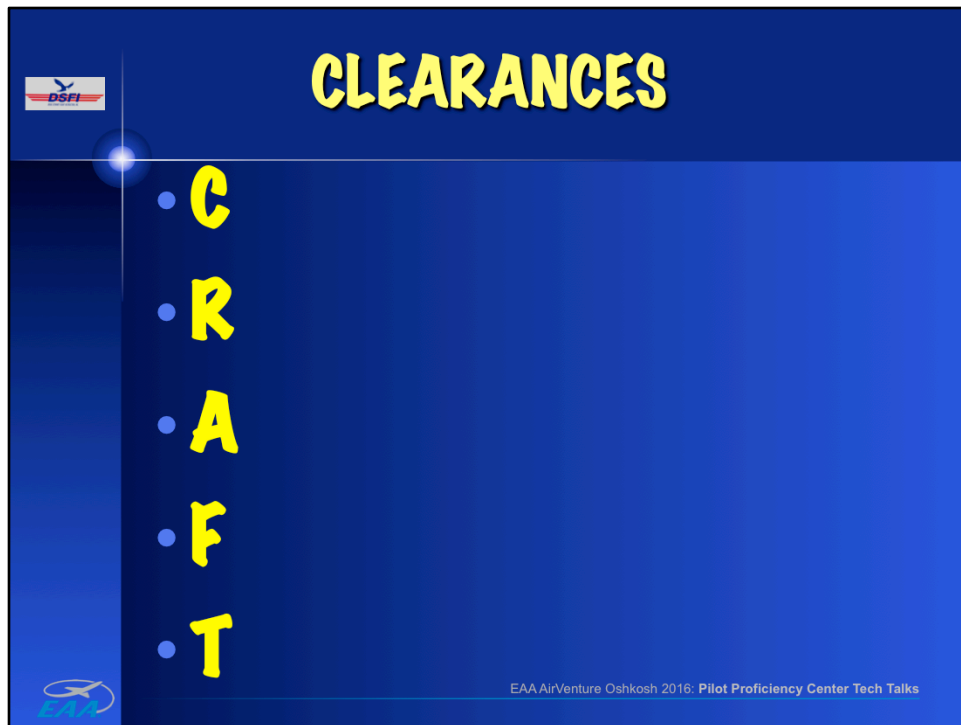 CLEARANCES
DSFI
• C
• R
• A
• F
• T
EAA
EAA AirVenture Oshkosh 2016: Pilot Proficiency Center Tech Talks